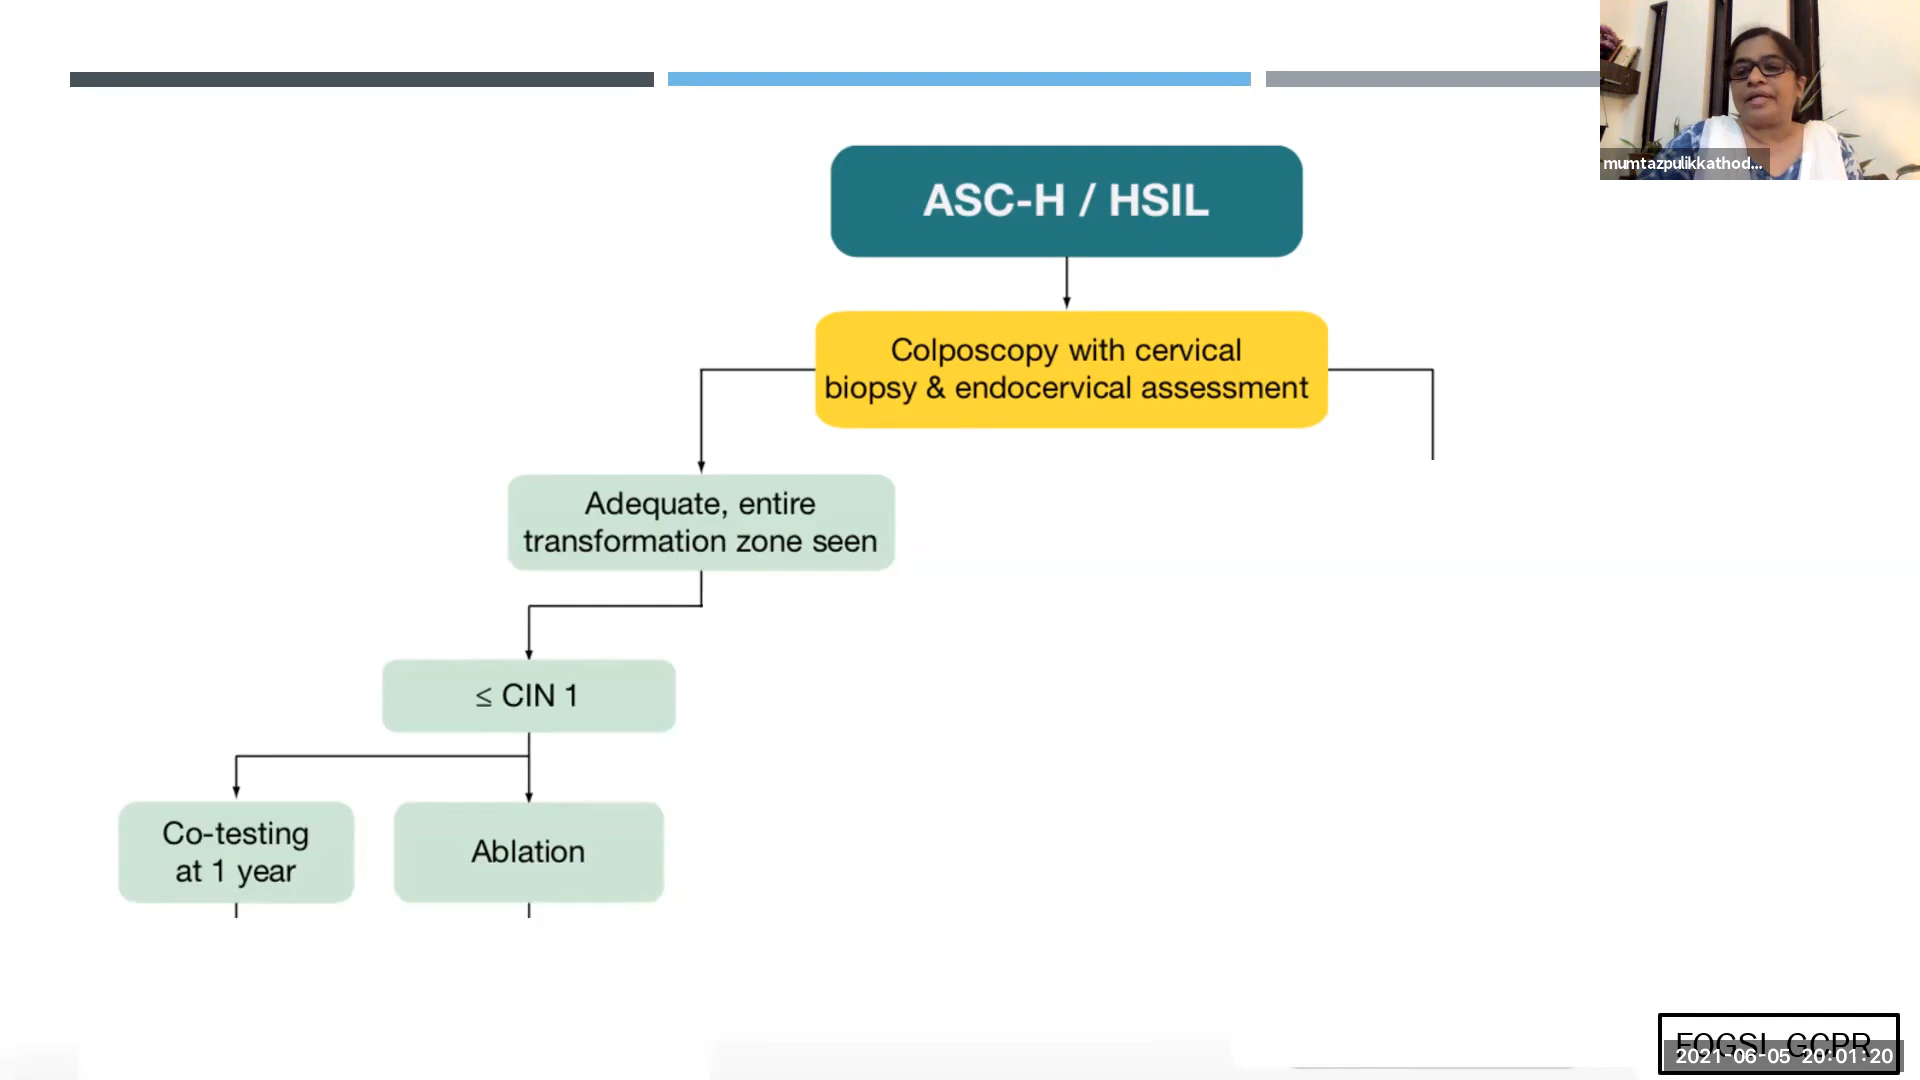 mumtazpulikkathod...
ASC-H / HSIL
Colposcopy with cervical
biopsy & endocervical assessment
Adequate, entire
transformation zone seen
≤ CIN 1
Co-testing
at 1 year
Ablation
FOGSI GCPR
2021-06-05 20:01:20